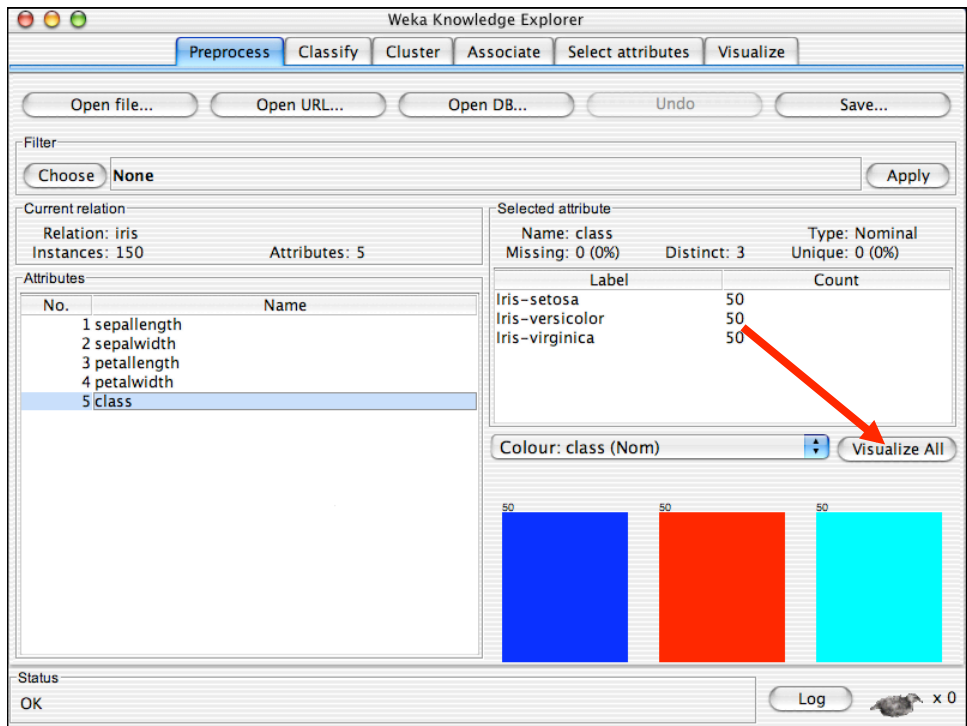 Weka Knowledge Explorer
Preprocess Classify Cluster Associate Select attributes Visualize
Open file... Open URL... Open DB... Undo Save...
Filter
Choose None Apply
Current relation
Relation: iris
Instances: 150 Attributes: 5
Attributes
No. Name
1 sepallength
2 sepalwidth
3 petallength
4 petalwidth
5 class
Selected attribute
Name: class Type: Nominal
Missing: 0 (0%) Distinct: 3 Unique: 0 (0%)
Label Count
Iris-setosa 50
Iris-versicolor 50
Iris-virginica 50
Colour: class (Nom) Visualize All
50 50 50
Status
OK
Log x 0